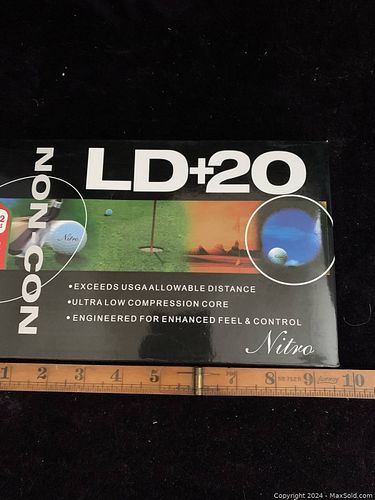 LD+20
NON-CON
2
Nitro
•EXCEEDS USGA ALLOWABLE DISTANCE
•ULTRA LOW COMPRESSION CORE
•ENGINEERED FOR ENHANCED FEEL & CONTROL
Nitro
1 2 3 4 5 7 8 9 10
Copyright 2024 - MaxSold.com